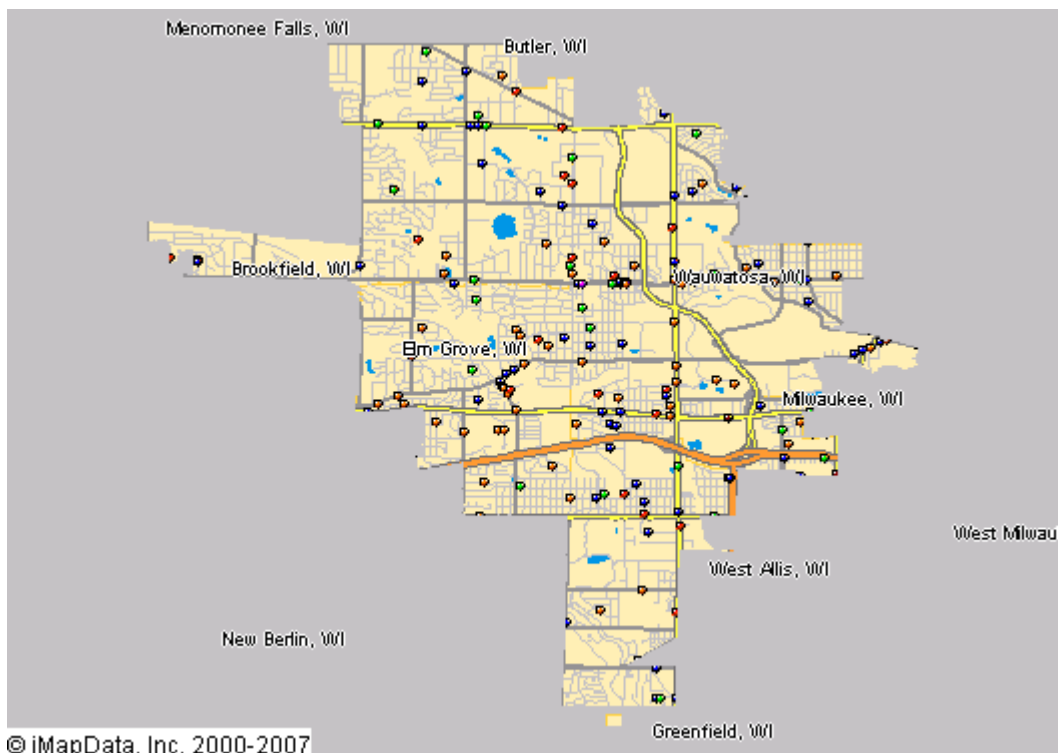 Menomonee Falls, WI
Butler, WI
Brookfield, WI
Wauwatosa, WI
Elm Grove, WI
Milwaukee, WI
West Milwau
West Allis, WI
New Berlin, WI
Greenfield, WI
© iMapData, Inc. 2000-2007